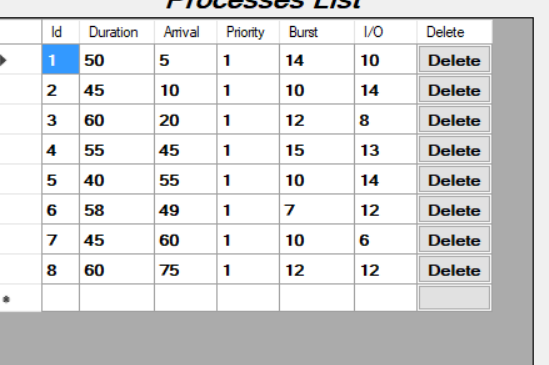 Processes List
Id Duration Arrival Priority Burst I/O Delete
1 50 5 1 14 10 Delete
2 45 10 1 10 14 Delete
3 60 20 1 12 8 Delete
4 55 45 1 15 13 Delete
5 40 55 1 10 14 Delete
6 58 49 1 7 12 Delete
7 45 60 1 10 6 Delete
8 60 75 1 12 12 Delete
*